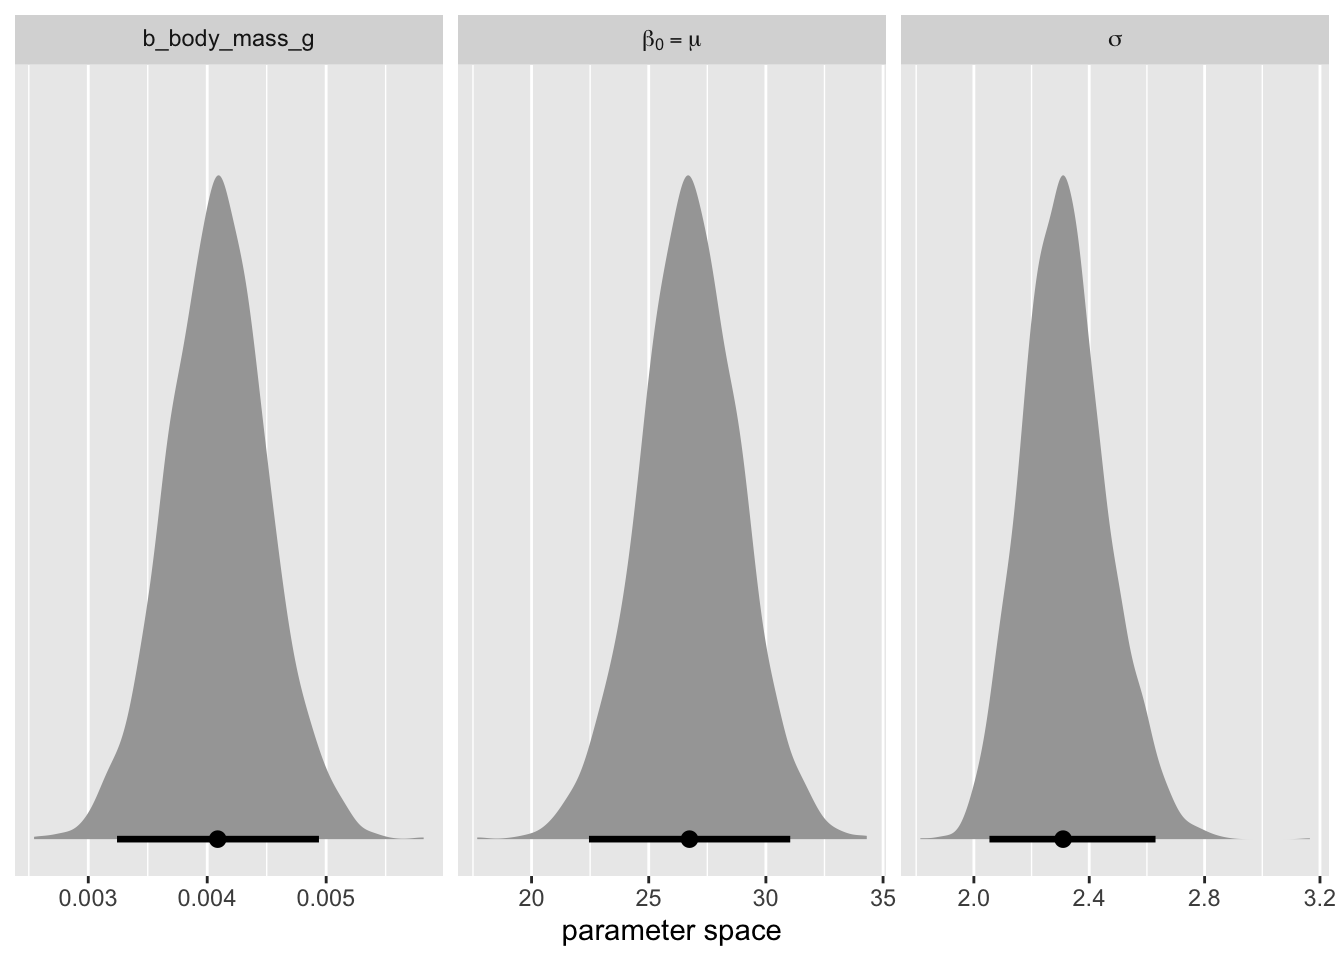 b_body_mass_g
β₀ = μ
σ
0.003 0.004 0.005
20 25 30 35
2.0 2.4 2.8 3.2
parameter space